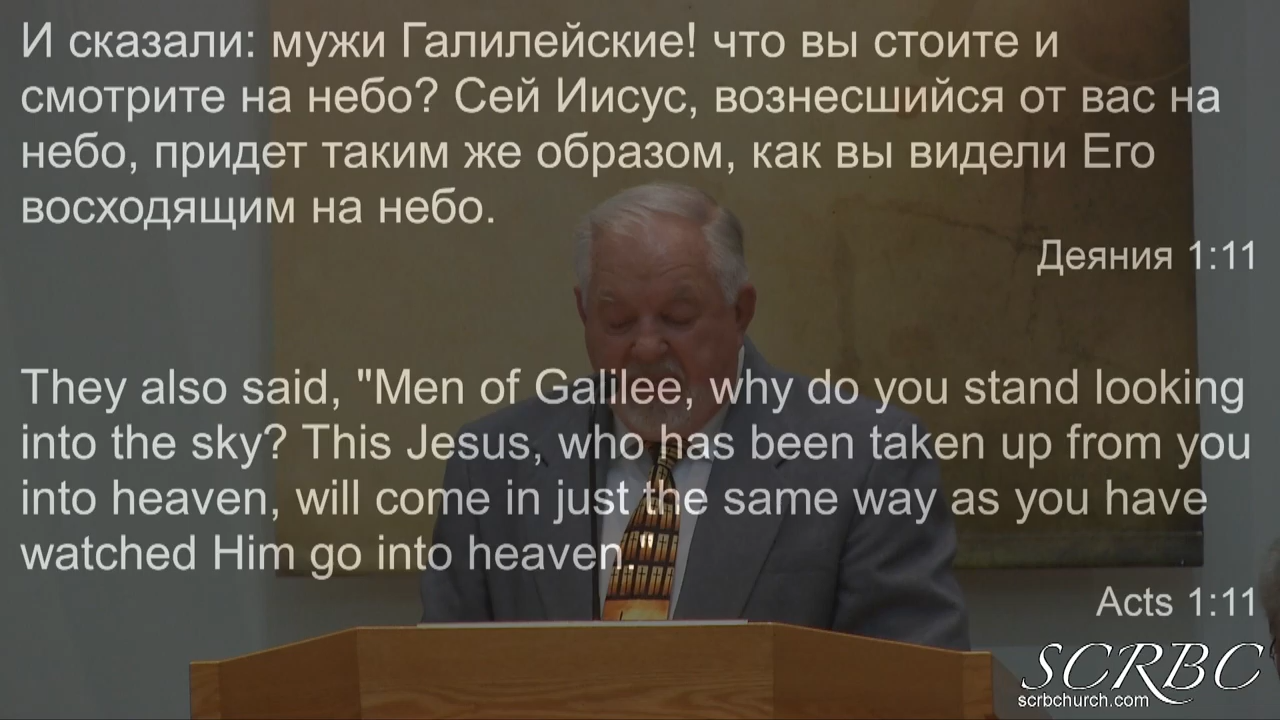 И сказали: мужи Галилейские! что вы стоите и
смотрите на небо? Сей Иисус, вознесшийся от вас на
небо, придет таким же образом, как вы видели Его
восходящим на небо.
Деяния 1:11
They also said, "Men of Galilee, why do you stand looking
into the sky? This Jesus, who has been taken up from you
into heaven, will come in just the same way as you have
watched Him go into heaven."
Acts 1:11
SCRBC
scrbchurch.com